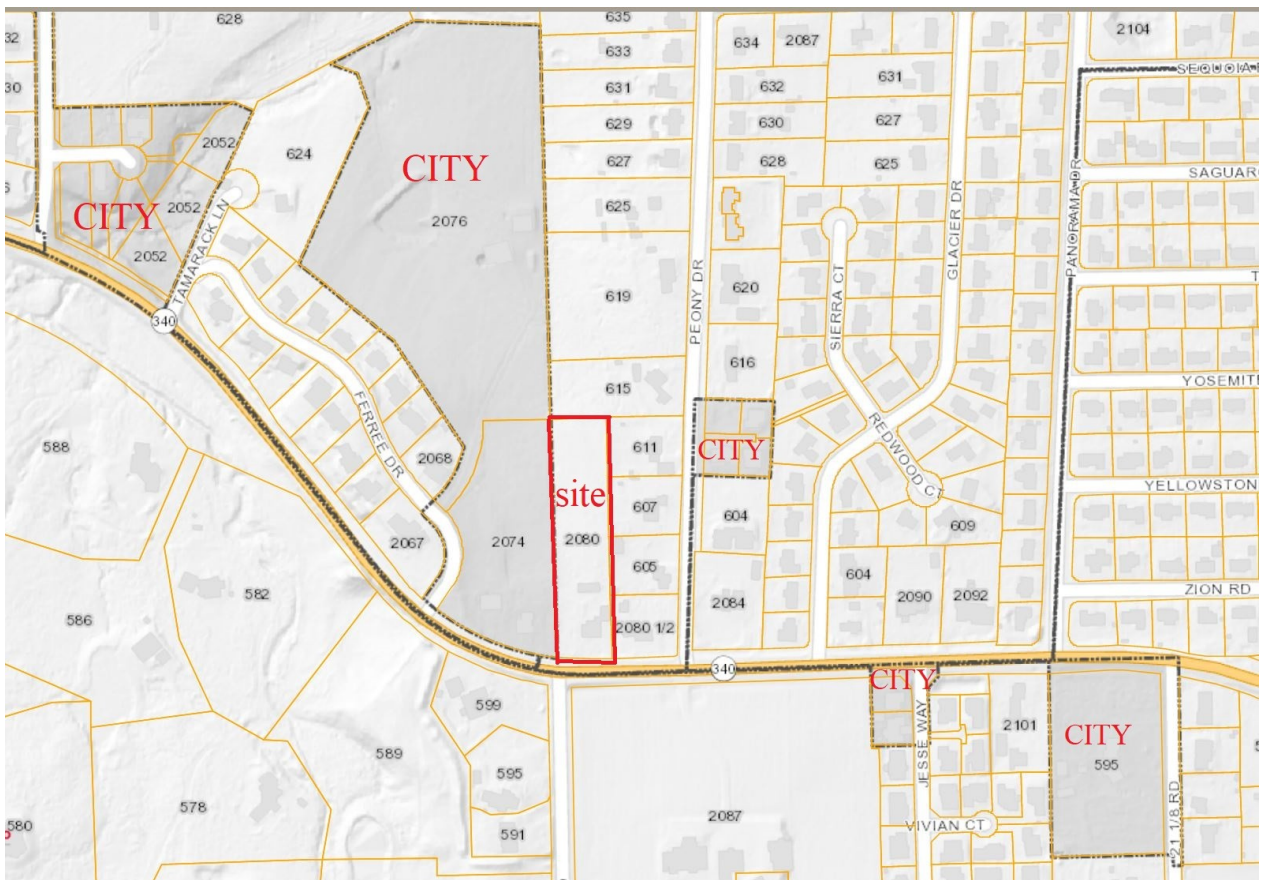 628
635
634
2087
2104
32
633
631
SEQUOIA
30
631
632
629
630
627
2052
624
CITY
627
628
625
SAGUARO
CITY
2052
2076
625
2052
TAMARACK LN
PEONY DR
SIERRA CT
GLACIER DR
PANORAMA DR
619
620
340
616
615
YOSEMITE
FERREE DR
REDWOOD CT
588
2068
611
CITY
YELLOWSTON
site
607
604
609
2067
2074
2080
605
604
2090
2092
ZION RD
582
586
2084
2080 1/2
340
CITY
599
JESSE WAY
2101
CITY
589
595
595
578
2087
21 1/8 RD
580
591
VIVIAN CT